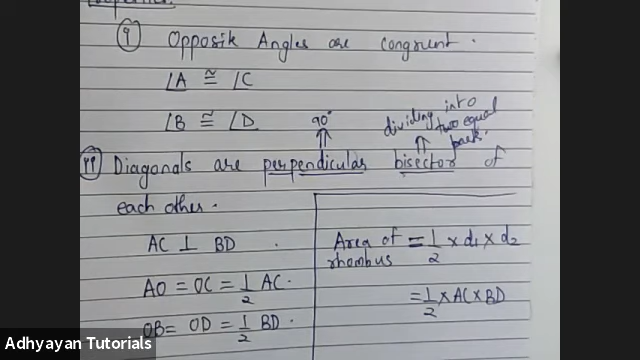 properties.
(i) Opposite Angles are congruent.
∠A ≅ ∠C
∠B ≅ ∠D
90°
dividing into
two equal
parts.
(ii) Diagonals are perpendicular bisector of
each other.
AC ⊥ BD
AO = OC = 1/2 AC.
OB = OD = 1/2 BD.
Area of rhombus = 1/2 × d1 × d2
= 1/2 × AC × BD
Adhyayan Tutorials